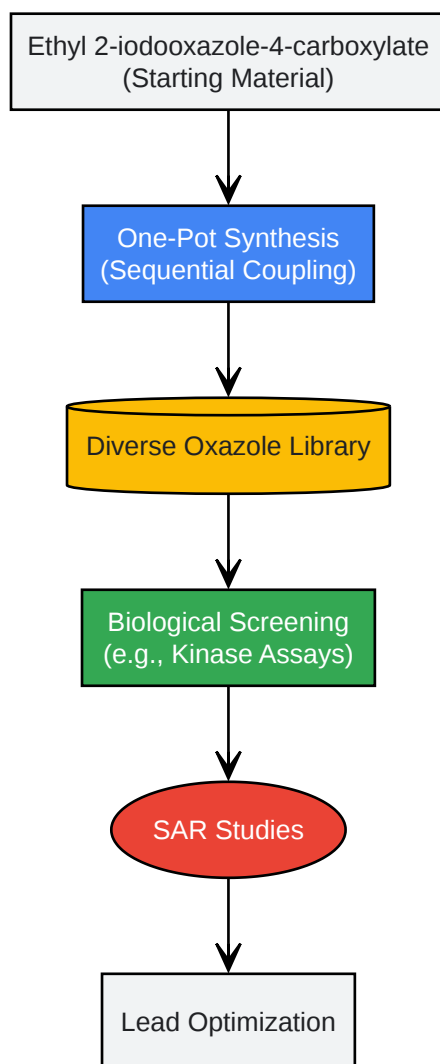 Ethyl 2-iodooxazole-4-carboxylate
(Starting Material)
One-Pot Synthesis
(Sequential Coupling)
Diverse Oxazole Library
Biological Screening
(e.g., Kinase Assays)
SAR Studies
Lead Optimization